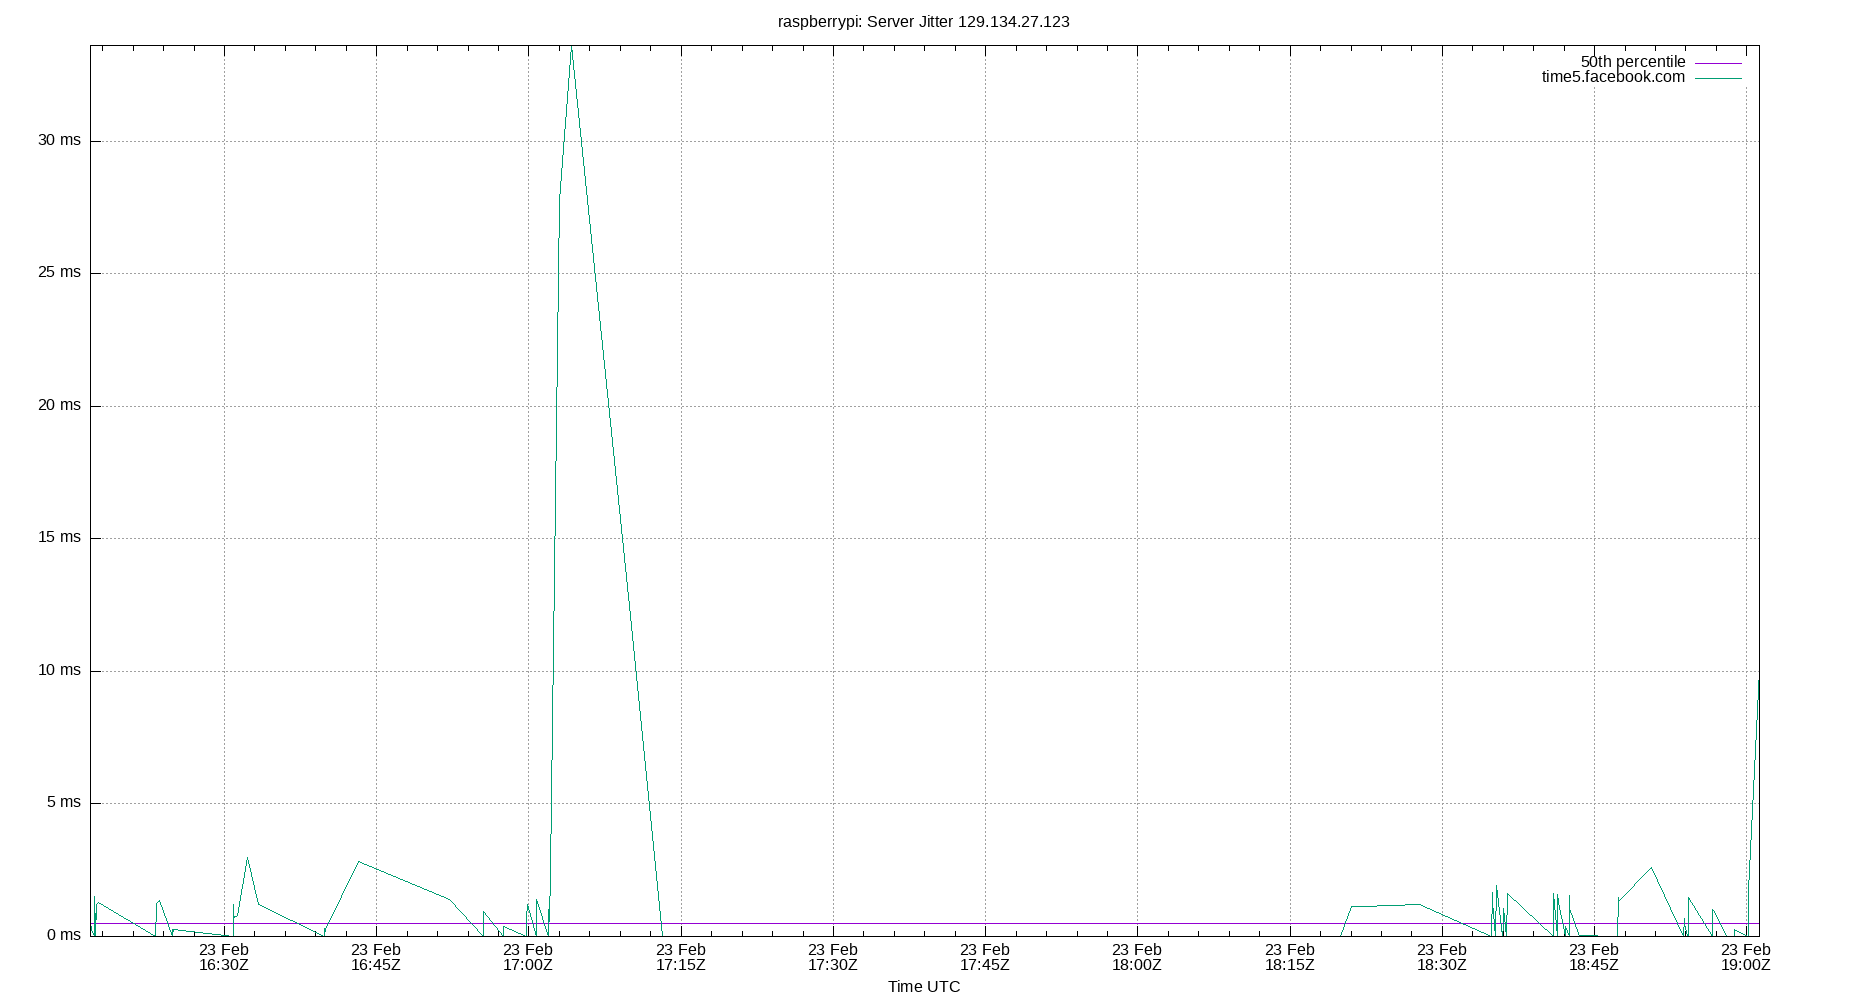 raspberrypi: Server Jitter 129.134.27.123
50th percentile
time5.facebook.com
30 ms
25 ms
20 ms
15 ms
10 ms
5 ms
0 ms
23 Feb 23 Feb 23 Feb 23 Feb 23 Feb 23 Feb 23 Feb 23 Feb 23 Feb 23 Feb 23 Feb
16:30Z 16:45Z 17:00Z 17:15Z 17:30Z 17:45Z 18:00Z 18:15Z 18:30Z 18:45Z 19:00Z
Time UTC